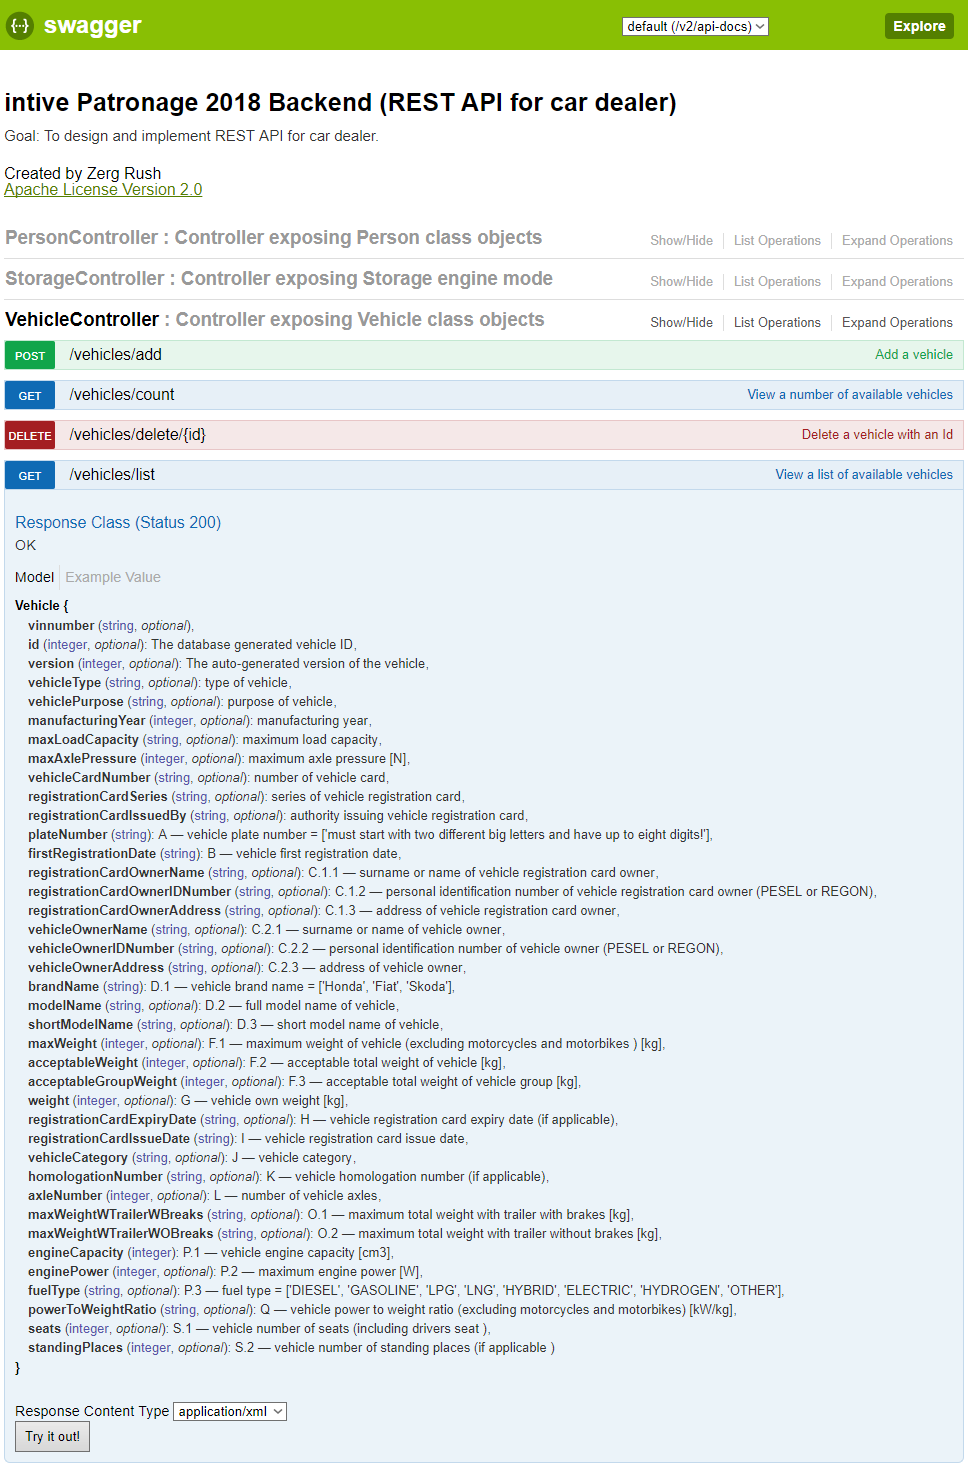 {···} swagger
default (/v2/api-docs)
Explore
intive Patronage 2018 Backend (REST API for car dealer)
Goal: To design and implement REST API for car dealer.
Created by Zerg Rush
Apache License Version 2.0
PersonController : Controller exposing Person class objects
Show/Hide
List Operations
Expand Operations
StorageController : Controller exposing Storage engine mode
Show/Hide
List Operations
Expand Operations
VehicleController : Controller exposing Vehicle class objects
Show/Hide
List Operations
Expand Operations
POST /vehicles/add Add a vehicle
GET /vehicles/count View a number of available vehicles
DELETE /vehicles/delete/{id} Delete a vehicle with an Id
GET /vehicles/list View a list of available vehicles
Response Class (Status 200)
OK
Model Example Value
Vehicle {
vinnumber (string, optional),
id (integer, optional): The database generated vehicle ID,
version (integer, optional): The auto-generated version of the vehicle,
vehicleType (string, optional): type of vehicle,
vehiclePurpose (string, optional): purpose of vehicle,
manufacturingYear (integer, optional): manufacturing year,
maxLoadCapacity (string, optional): maximum load capacity,
maxAxlePressure (integer, optional): maximum axle pressure [N],
vehicleCardNumber (string, optional): number of vehicle card,
registrationCardSeries (string, optional): series of vehicle registration card,
registrationCardIssuedBy (string, optional): authority issuing vehicle registration card,
plateNumber (string): A — vehicle plate number = ['must start with two different big letters and have up to eight digits!'],
firstRegistrationDate (string): B — vehicle first registration date,
registrationCardOwnerName (string, optional): C.1.1 — surname or name of vehicle registration card owner,
registrationCardOwnerIDNumber (string, optional): C.1.2 — personal identification number of vehicle registration card owner (PESEL or REGON),
registrationCardOwnerAddress (string, optional): C.1.3 — address of vehicle registration card owner,
vehicleOwnerName (string, optional): C.2.1 — surname or name of vehicle owner,
vehicleOwnerIDNumber (string, optional): C.2.2 — personal identification number of vehicle owner (PESEL or REGON),
vehicleOwnerAddress (string, optional): C.2.3 — address of vehicle owner,
brandName (string): D.1 — vehicle brand name = ['Honda', 'Fiat', 'Skoda'],
modelName (string, optional): D.2 — full model name of vehicle,
shortModelName (string, optional): D.3 — short model name of vehicle,
maxWeight (integer, optional): F.1 — maximum weight of vehicle (excluding motorcycles and motorbikes ) [kg],
acceptableWeight (integer, optional): F.2 — acceptable total weight of vehicle [kg],
acceptableGroupWeight (integer, optional): F.3 — acceptable total weight of vehicle group [kg],
weight (integer, optional): G — vehicle own weight [kg],
registrationCardExpiryDate (string, optional): H — vehicle registration card expiry date (if applicable),
registrationCardIssueDate (string): I — vehicle registration card issue date,
vehicleCategory (string, optional): J — vehicle category,
homologationNumber (string, optional): K — vehicle homologation number (if applicable),
axleNumber (integer, optional): L — number of vehicle axles,
maxWeightWTrailerWBreaks (string, optional): O.1 — maximum total weight with trailer with brakes [kg],
maxWeightWTrailerWOBreaks (string, optional): O.2 — maximum total weight with trailer without brakes [kg],
engineCapacity (integer): P.1 — vehicle engine capacity [cm3],
enginePower (integer, optional): P.2 — maximum engine power [W],
fuelType (string, optional): P.3 — fuel type = ['DIESEL', 'GASOLINE', 'LPG', 'LNG', 'HYBRID', 'ELECTRIC', 'HYDROGEN', 'OTHER'],
powerToWeightRatio (string, optional): Q — vehicle power to weight ratio (excluding motorcycles and motorbikes) [kW/kg],
seats (integer, optional): S.1 — vehicle number of seats (including drivers seat ),
standingPlaces (integer, optional): S.2 — vehicle number of standing places (if applicable )
}
Response Content Type application/xml
Try it out!